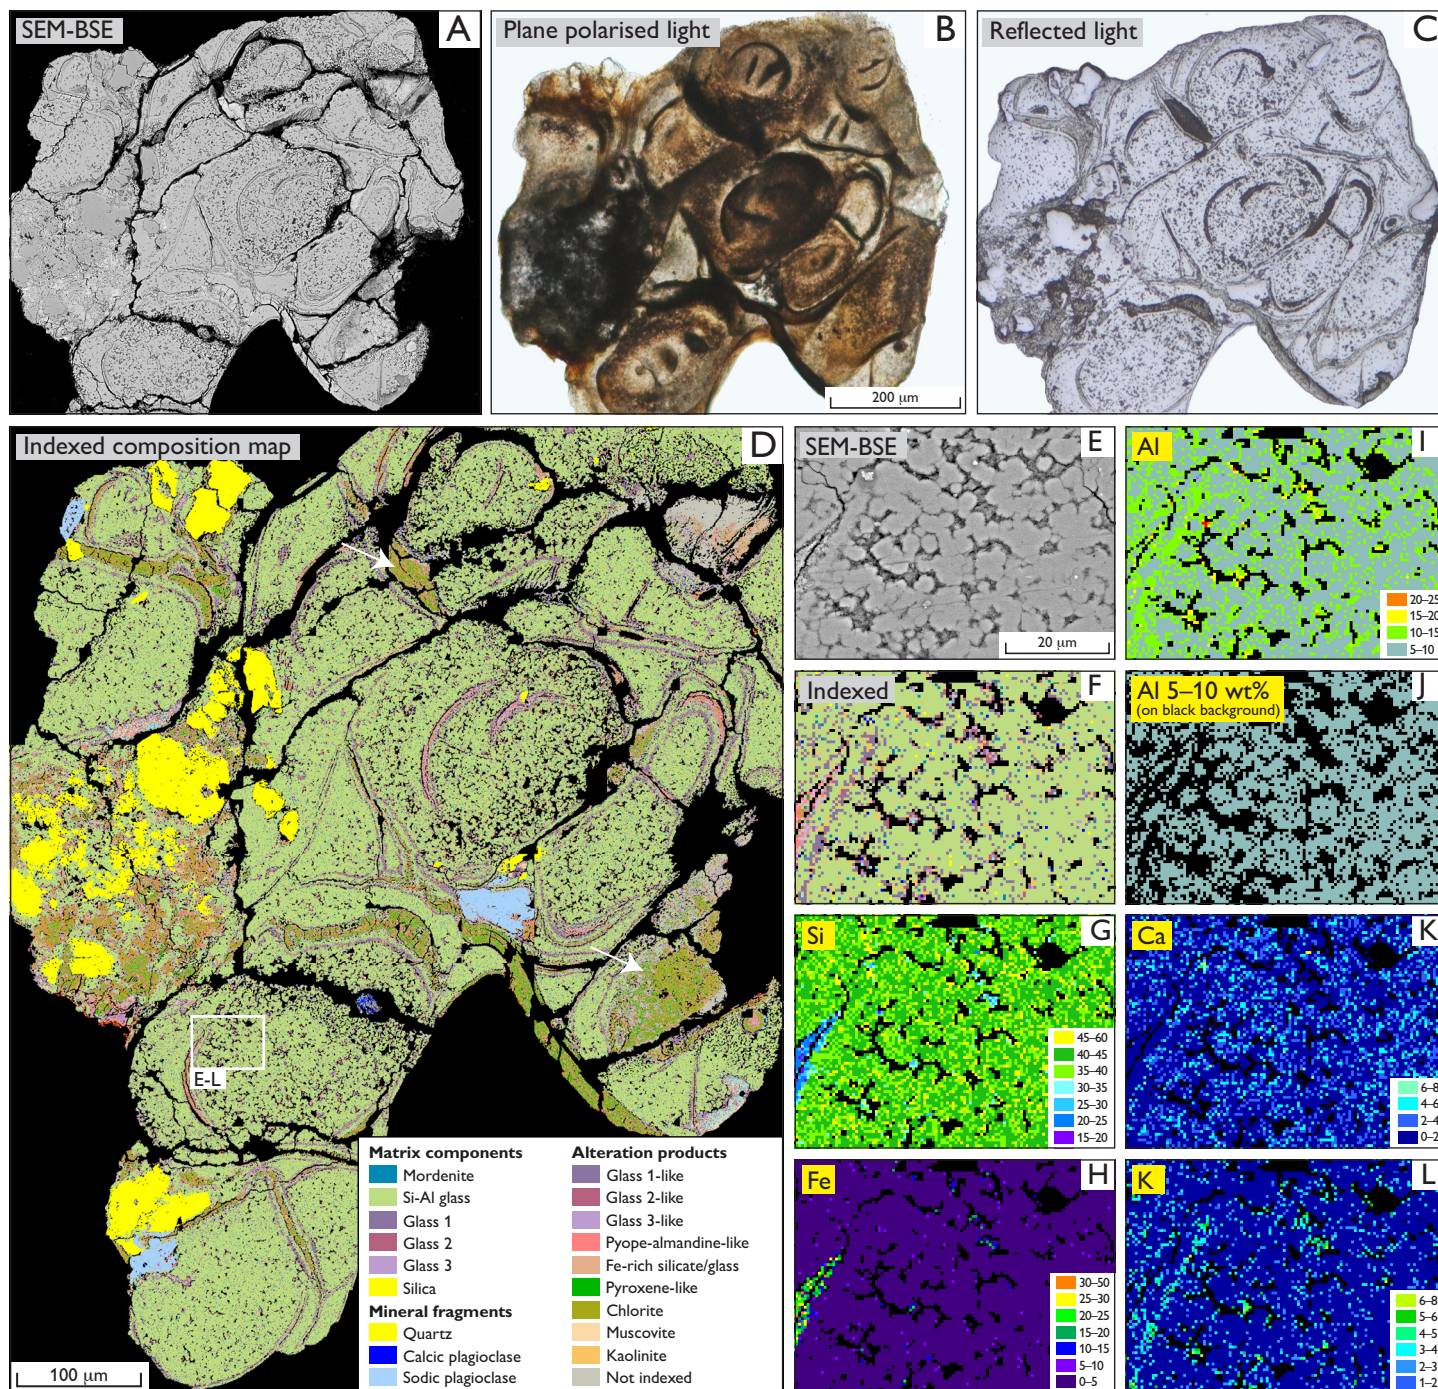 SEM-BSE
A
Plane polarised light
B
200 µm
Reflected light
C
Indexed composition map
D
E-L
100 µm
Matrix components
Mordenite
Si-Al glass
Glass 1
Glass 2
Glass 3
Silica
Mineral fragments
Quartz
Calcic plagioclase
Sodic plagioclase
Alteration products
Glass 1-like
Glass 2-like
Glass 3-like
Pyope-almandine-like
Fe-rich silicate/glass
Pyroxene-like
Chlorite
Muscovite
Kaolinite
Not indexed
SEM-BSE
E
20 µm
Al
I
20–25
15–20
10–15
5–10
Indexed
F
Al 5–10 wt%
(on black background)
J
Si
G
45–60
40–45
35–40
30–35
25–30
20–25
15–20
Ca
K
6–8
4–6
2–4
0–2
Fe
H
30–50
25–30
20–25
15–20
10–15
5–10
0–5
K
L
6–8
5–6
4–5
3–4
2–3
1–2